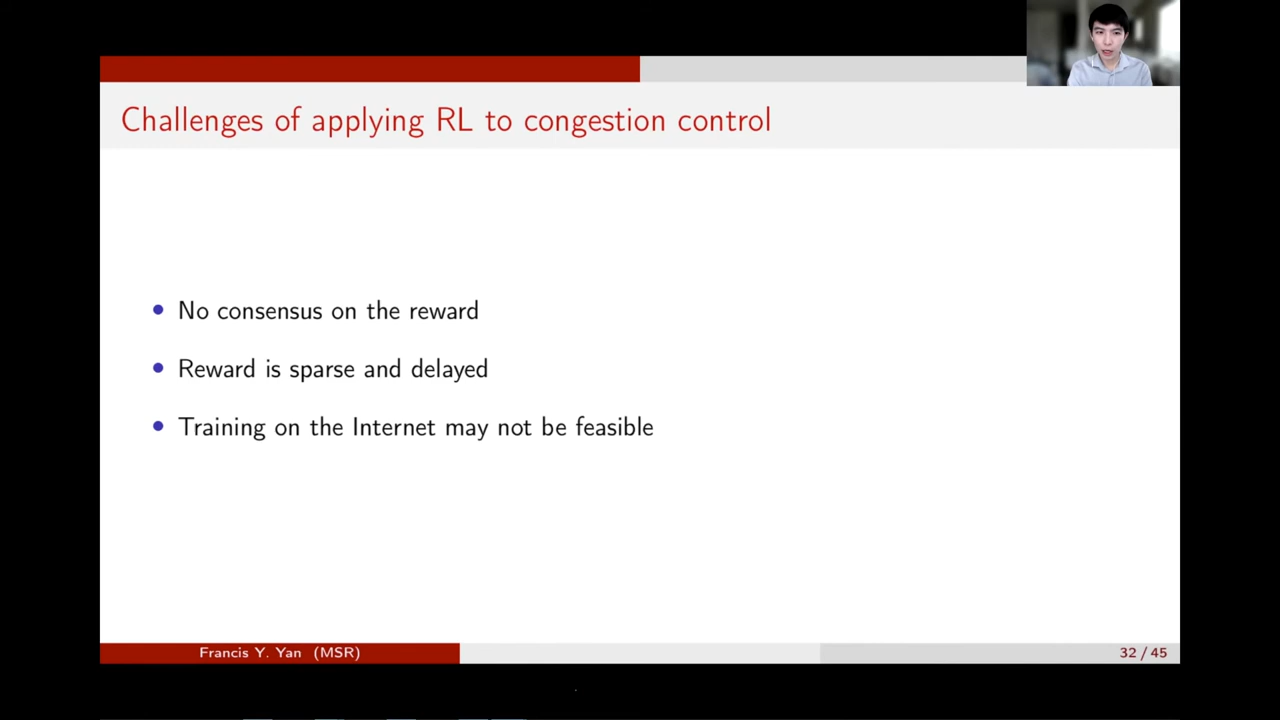 Challenges of applying RL to congestion control
• No consensus on the reward
• Reward is sparse and delayed
• Training on the Internet may not be feasible
Francis Y. Yan (MSR)
32 / 45